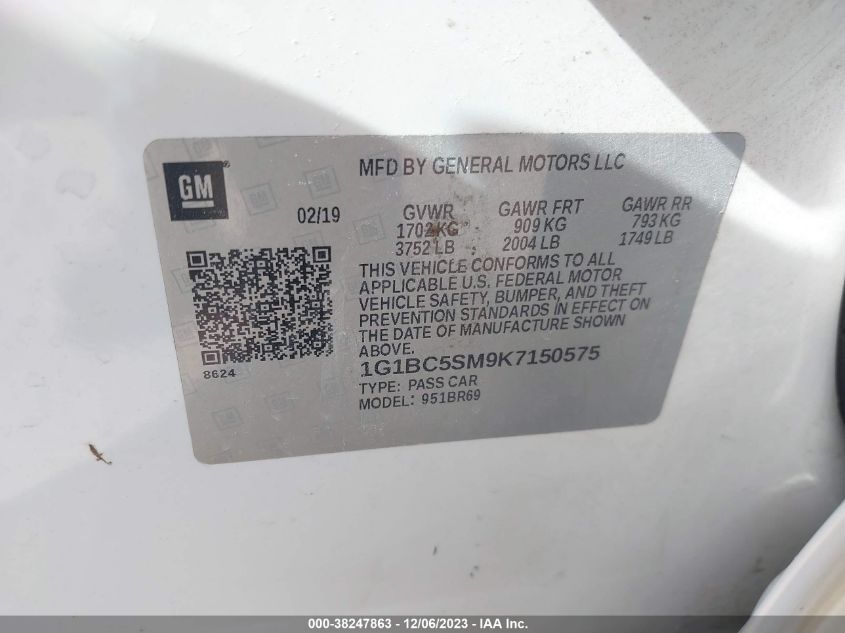 GM
MFD BY GENERAL MOTORS LLC
02/19
GVWR GAWR FRT GAWR RR
1702 KG 909 KG 793 KG
3752 LB 2004 LB 1749 LB
THIS VEHICLE CONFORMS TO ALL
APPLICABLE U.S. FEDERAL MOTOR
VEHICLE SAFETY, BUMPER, AND THEFT
PREVENTION STANDARDS IN EFFECT ON
THE DATE OF MANUFACTURE SHOWN
ABOVE.
8624
1G1BC5SM9K7150575
TYPE: PASS CAR
MODEL: 951BR69
000-38247863 - 12/06/2023 - IAA Inc.